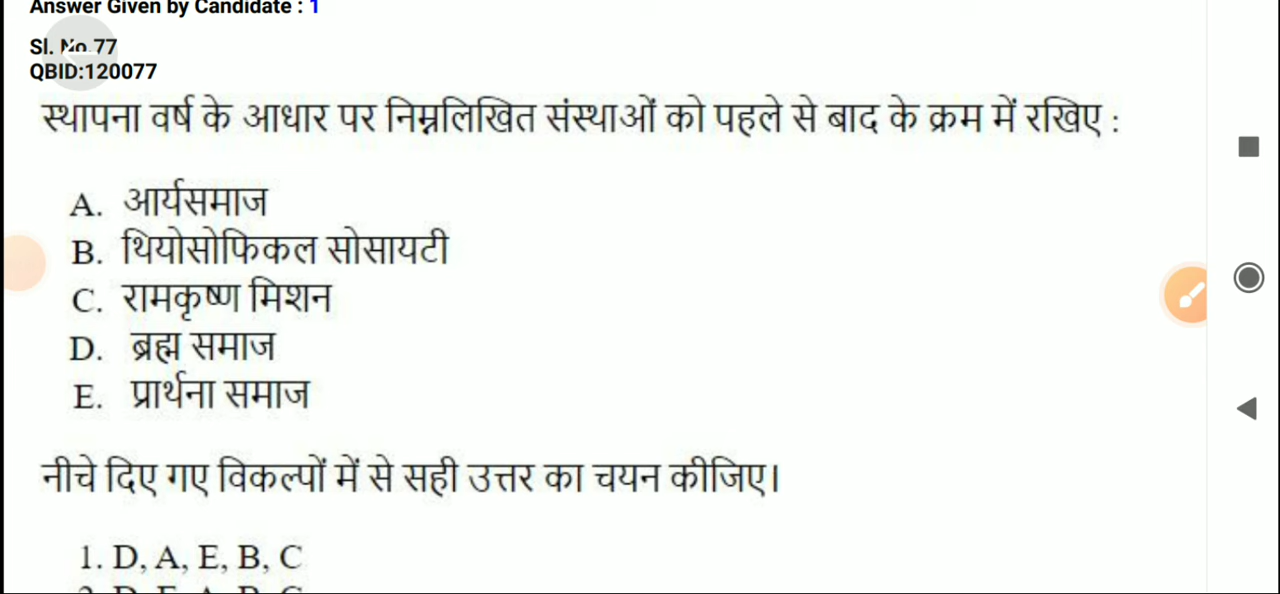 Answer Given by Candidate : 1
Sl. No.77
QBID:120077
स्थापना वर्ष के आधार पर निम्नलिखित संस्थाओं को पहले से बाद के क्रम में रखिए :
A. आर्यसमाज
B. थियोसोफिकल सोसायटी
C. रामकृष्ण मिशन
D. ब्रह्म समाज
E. प्रार्थना समाज
नीचे दिए गए विकल्पों में से सही उत्तर का चयन कीजिए।
1. D, A, E, B, C